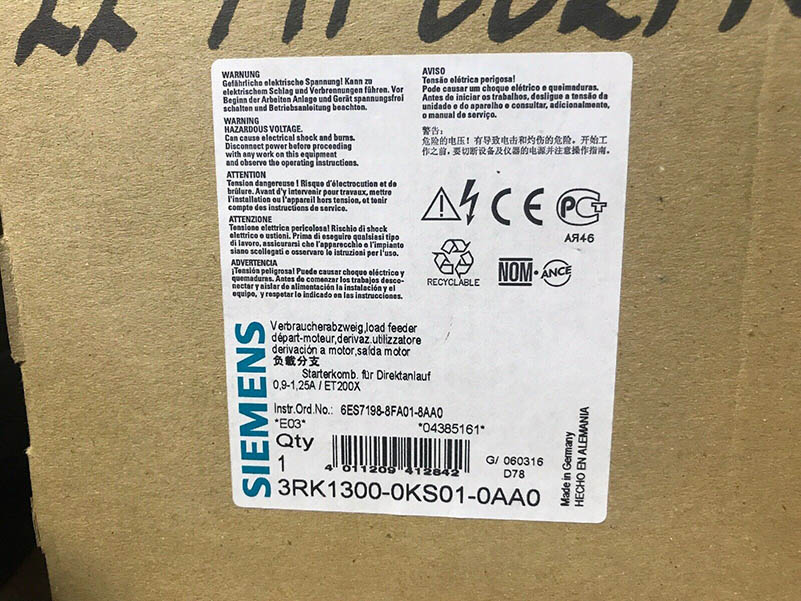 WARNUNG
Gefährliche elektrische Spannung! Kann zu
elektrischem Schlag und Verbrennungen führen. Vor
Beginn der Arbeiten Anlage und Gerät spannungsfrei
schalten und Betriebsanleitung beachten.
WARNING
HAZARDOUS VOLTAGE.
Can cause electrical shock and burns.
Disconnect power before proceeding
with any work on this equipment
and observe the operating instructions.
ATTENTION
Tension dangereuse ! Risque d'électrocution et de
brûlure. Avant d'y intervenir pour travaux, mettre
l'installation ou l'appareil hors tension, et tenir
compte des instructions de service.
ATTENZIONE
Tensione elettrica pericolosa! Rischio di shock
elettrico e ustioni. Prima di eseguire qualsiasi tipo
di lavoro, assicurarsi che l'apparecchio e l'impianto
siano scollegati e osservare le istruzioni per l'uso.
ADVERTENCIA
¡Tensión peligrosa! Puede causar choque eléctrico y
quemaduras. Antes de comenzar los trabajos desco-
nectar y aislar de alimentación la instalación y el
equipo, y respetar lo indicado en las instrucciones.
AVISO
Tensão elétrica perigosa!
Pode causar um choque elétrico e queimaduras.
Antes de iniciar os trabalhos, desligue a tensão da
unidade e do aparelho e consultar, adicionalmente,
o manual de serviço.
警告:
危险的电压! 有导致电击和灼伤的危险。开始工
作之前, 要切断设备及仪器的电源并注意操作指南。
CE
PCT
АЯ46
RECYCLABLE
NOM-ANCE
SIEMENS
Verbraucherabzweig,load feeder
départ-moteur,derivaz.utilizzatore
derivación a motor,saída motor
负载分支
Starterkomb. für Direktanlauf
0,9-1,25A / ET200X
Instr.Ord.No.: 6ES7198-8FA01-8AA0
*E03* *04385161*
Qty
1
4 011209 412842
G/ 060316
D78
3RK1300-0KS01-0AA0
Made in Germany
HECHO EN ALEMANIA